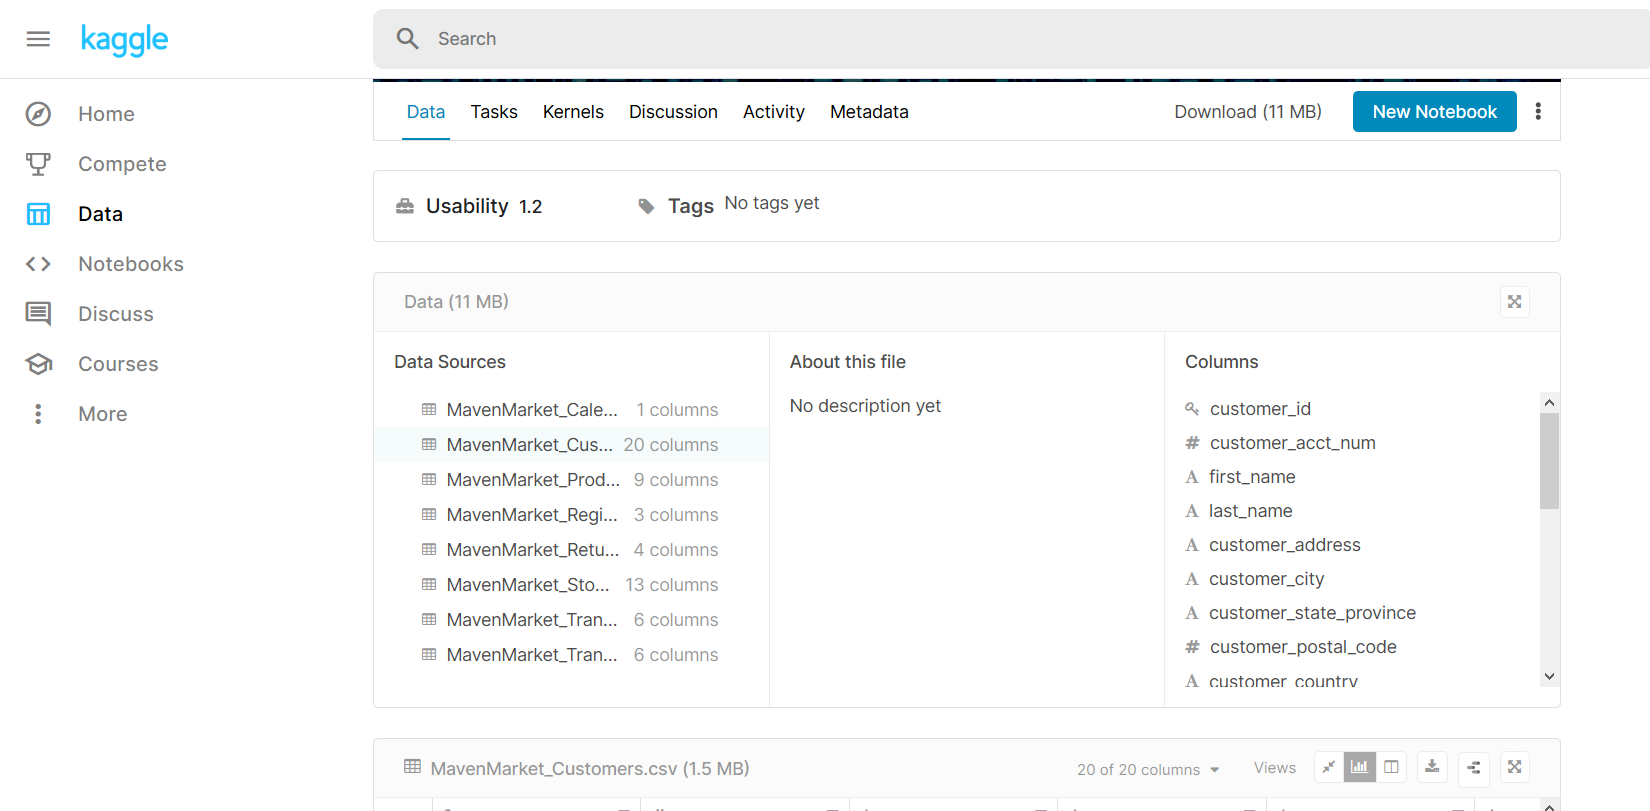 kaggle
Search
Home
Compete
Data
Notebooks
Discuss
Courses
More
Data Tasks Kernels Discussion Activity Metadata Download (11 MB) New Notebook
Usability 1.2 Tags No tags yet
Data (11 MB)
Data Sources
MavenMarket_Cale... 1 columns
MavenMarket_Cus... 20 columns
MavenMarket_Prod... 9 columns
MavenMarket_Regi... 3 columns
MavenMarket_Retu... 4 columns
MavenMarket_Sto... 13 columns
MavenMarket_Tran... 6 columns
MavenMarket_Tran... 6 columns
About this file
No description yet
Columns
customer_id
# customer_acct_num
A first_name
A last_name
A customer_address
A customer_city
A customer_state_province
# customer_postal_code
A customer_country
MavenMarket_Customers.csv (1.5 MB) 20 of 20 columns Views